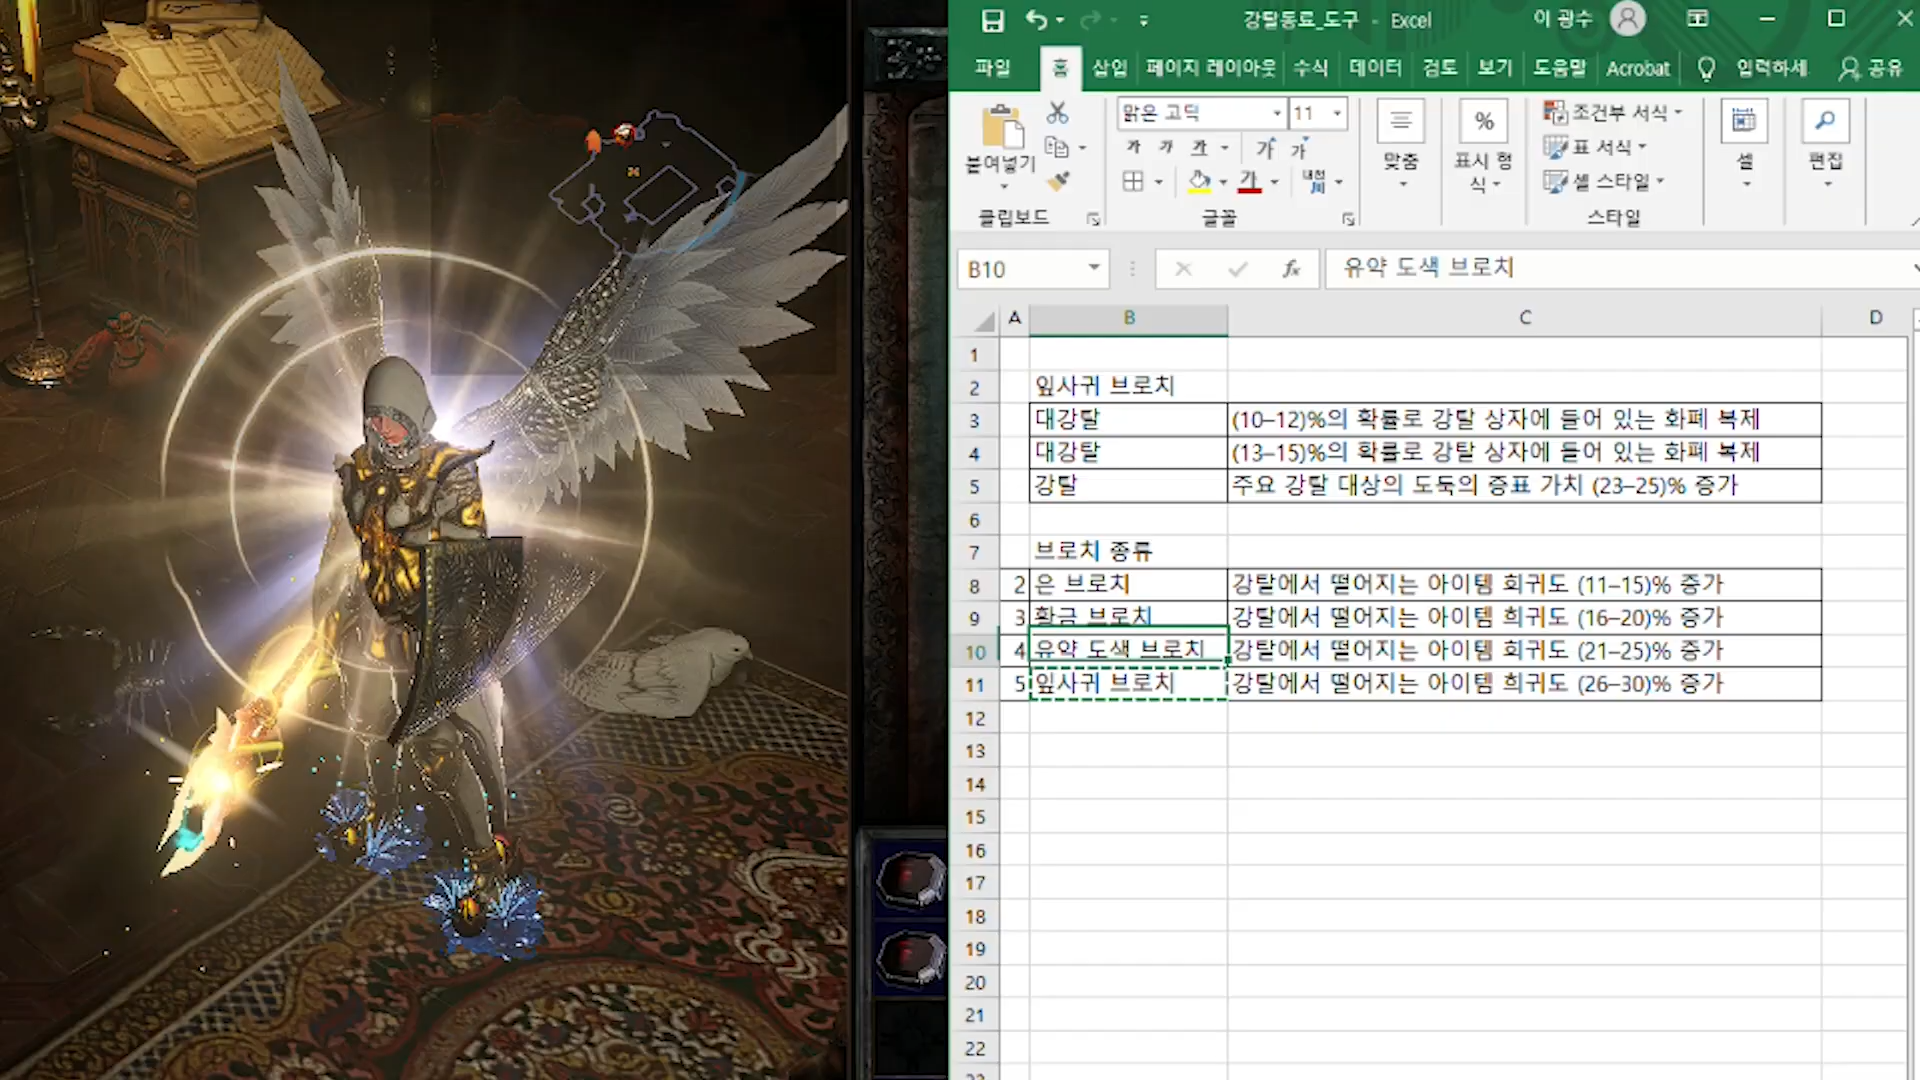 강탈동료_도구 - Excel
이 광수
파일 홈 삽입 페이지 레이아웃 수식 데이터 검토 보기 도움말 Acrobat 입력하세 공유
붙여넣기
클립보드
맑은 고딕 11
가 가 가 가 가
가 내천
글꼴
맞춤
%
표시 형식
조건부 서식
표 서식
셀 스타일
스타일
셀
편집
B10 fx 유약 도색 브로치
A B C D
1
2 잎사귀 브로치
3 대강탈 (10–12)%의 확률로 강탈 상자에 들어 있는 화폐 복제
4 대강탈 (13–15)%의 확률로 강탈 상자에 들어 있는 화폐 복제
5 강탈 주요 강탈 대상의 도둑의 증표 가치 (23–25)% 증가
6
7 브로치 종류
8 2 은 브로치 강탈에서 떨어지는 아이템 희귀도 (11–15)% 증가
9 3 황금 브로치 강탈에서 떨어지는 아이템 희귀도 (16–20)% 증가
10 4 유약 도색 브로치 강탈에서 떨어지는 아이템 희귀도 (21–25)% 증가
11 5 잎사귀 브로치 강탈에서 떨어지는 아이템 희귀도 (26–30)% 증가
12
13
14
15
16
17
18
19
20
21
22